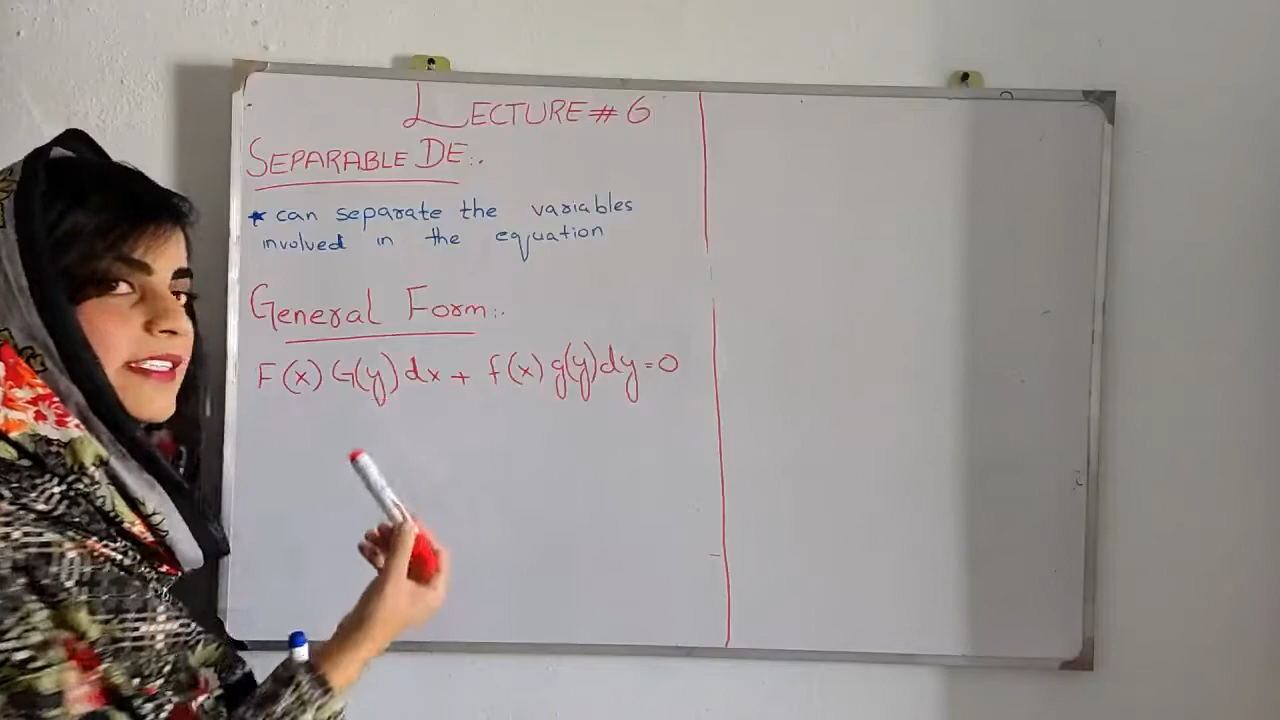 LECTURE # 6
SEPARABLE DE:.
* can separate the variables
involved in the equation
General Form:.
F(x) G(y) dx + f(x) g(y) dy = 0